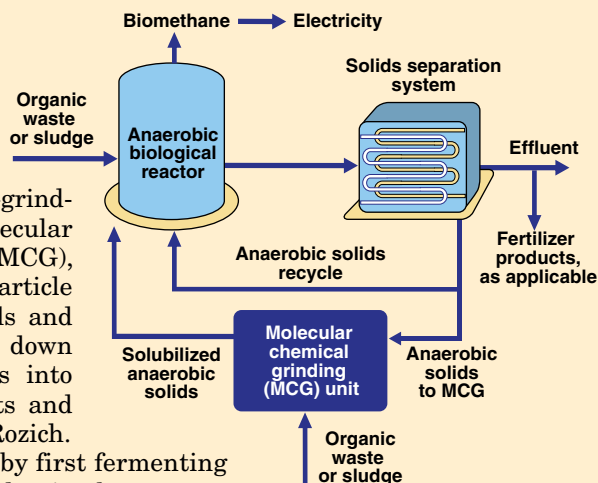 Biomethane
Electricity
Solids separation
system
Organic
waste
or sludge
Anaerobic
biological
reactor
Effluent
Fertilizer
products,
as applicable
Anaerobic solids
recycle
Molecular
chemical
grinding
(MCG) unit
Solubilized
anaerobic
solids
Anaerobic
solids
to MCG
Organic
waste
or sludge
grind-
ecular
MCG),
article
ls and
down
s into
ts and
Rozich.
by first fermenting